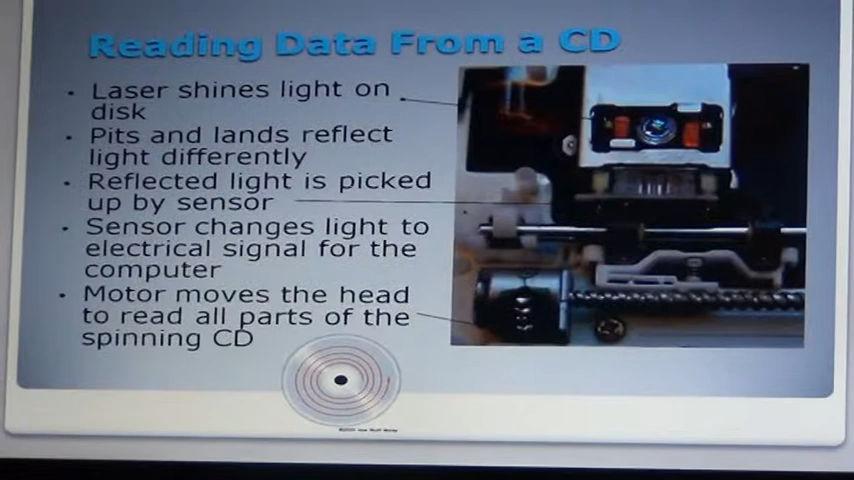 Reading Data From a CD
• Laser shines light on
disk
• Pits and lands reflect
light differently
• Reflected light is picked
up by sensor
• Sensor changes light to
electrical signal for the
computer
• Motor moves the head
to read all parts of the
spinning CD